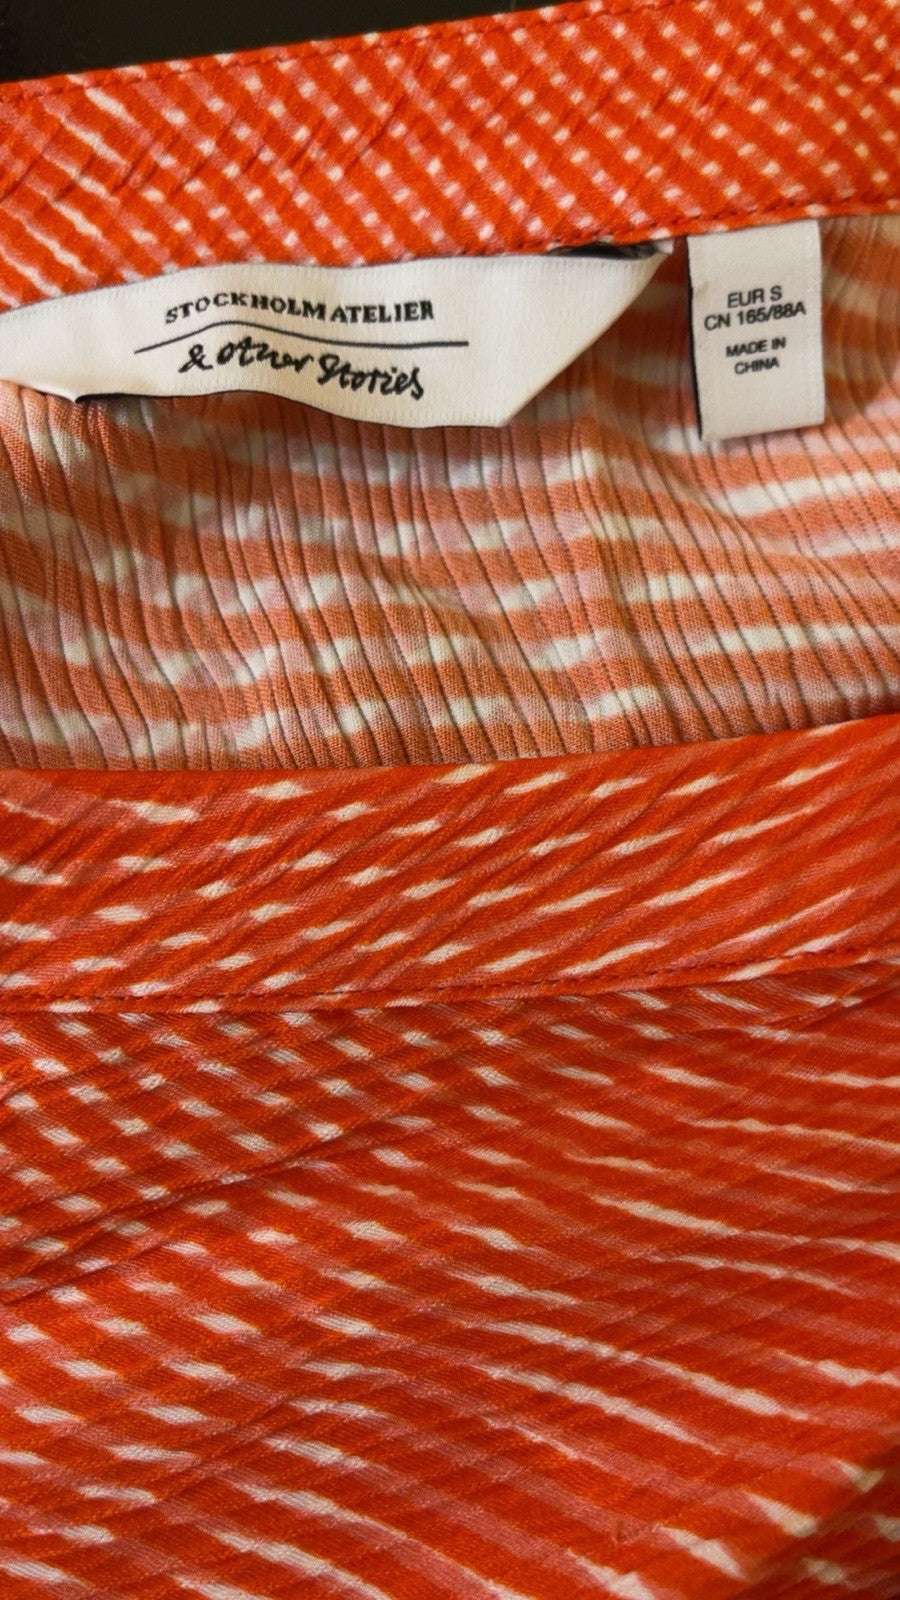 STOCKHOLM ATELIER
& other Stories
EUR S
CN 165/88A
MADE IN
CHINA